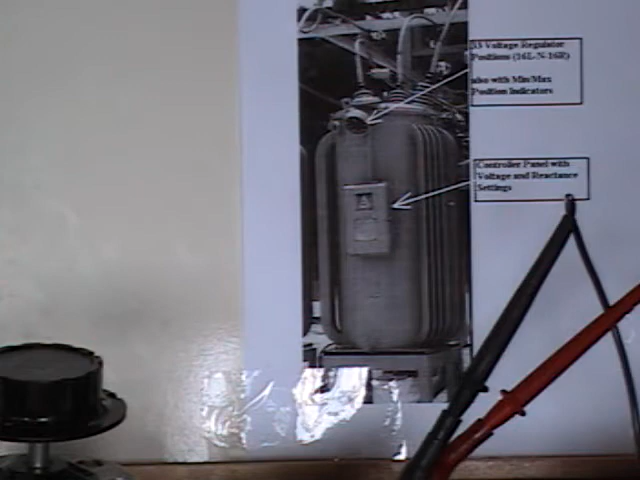 33 Voltage Regulator
Positions (16L-N-16R)
also with Min/Max
Position Indicators
Controller Panel with
Voltage and Reactance
Settings